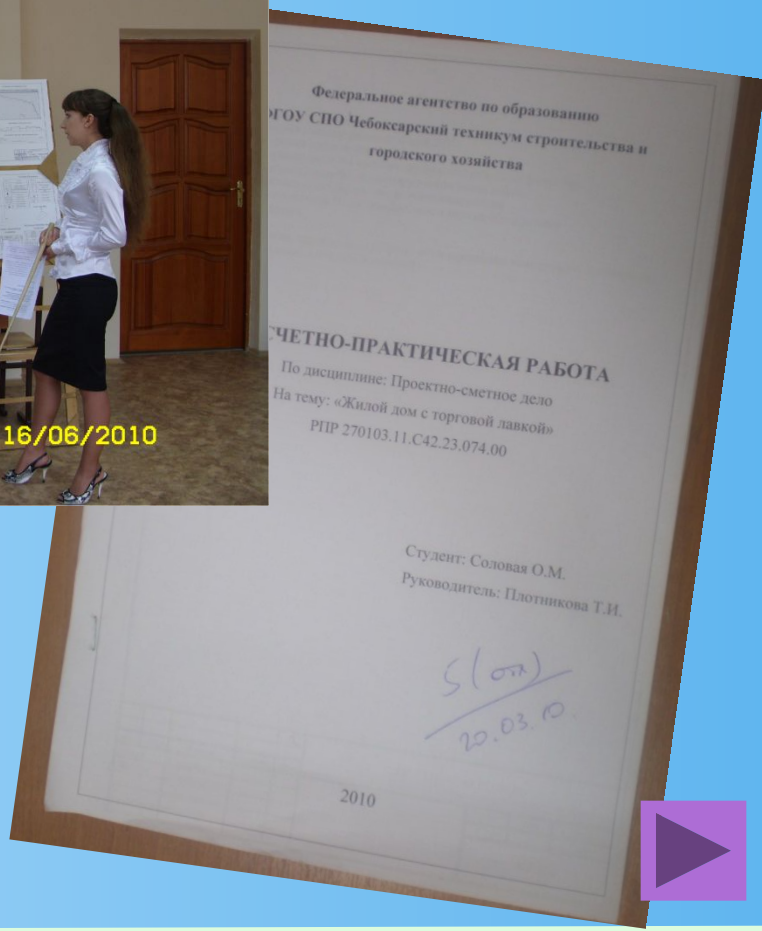 Федеральное агентство по образованию
ФГОУ СПО Чебоксарский техникум строительства и
городского хозяйства
СЧЕТНО-ПРАКТИЧЕСКАЯ РАБОТА
По дисциплине: Проектно-сметное дело
На тему: «Жилой дом с торговой лавкой»
РПР 270103.11.С42.23.074.00
16/06/2010
Студент: Соловая О.М.
Руководитель: Плотникова Т.И.
5 (отл)
20.03.10
2010